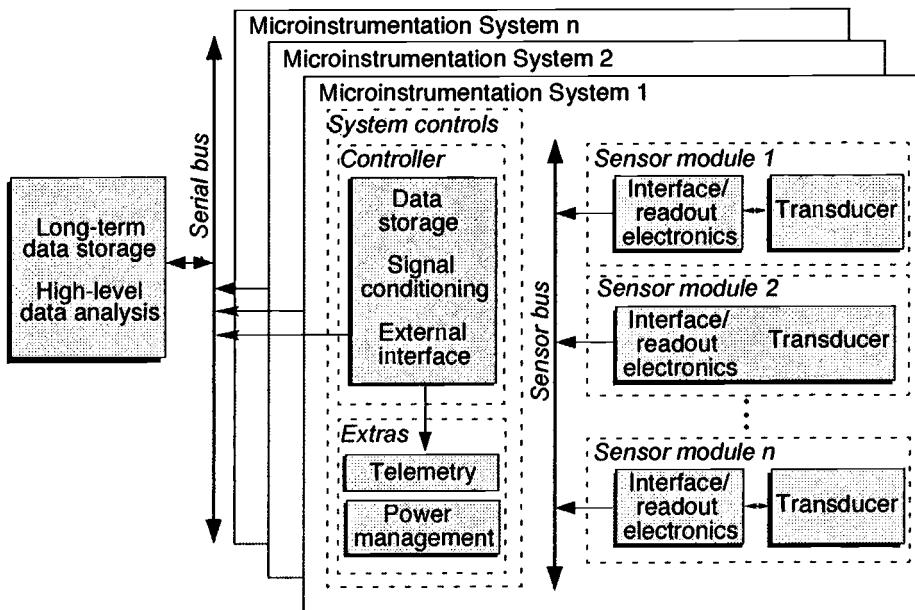 Microinstrumentation System n
Microinstrumentation System 2
Microinstrumentation System 1
System controls
Controller
Data
storage
Signal
conditioning
External
interface
Extras
Telemetry
Power
management
Serial bus
Long-term
data storage
High-level
data analysis
Sensor bus
Sensor module 1
Interface/
readout
electronics
Transducer
Sensor module 2
Interface/
readout
electronics
Transducer
Sensor module n
Interface/
readout
electronics
Transducer